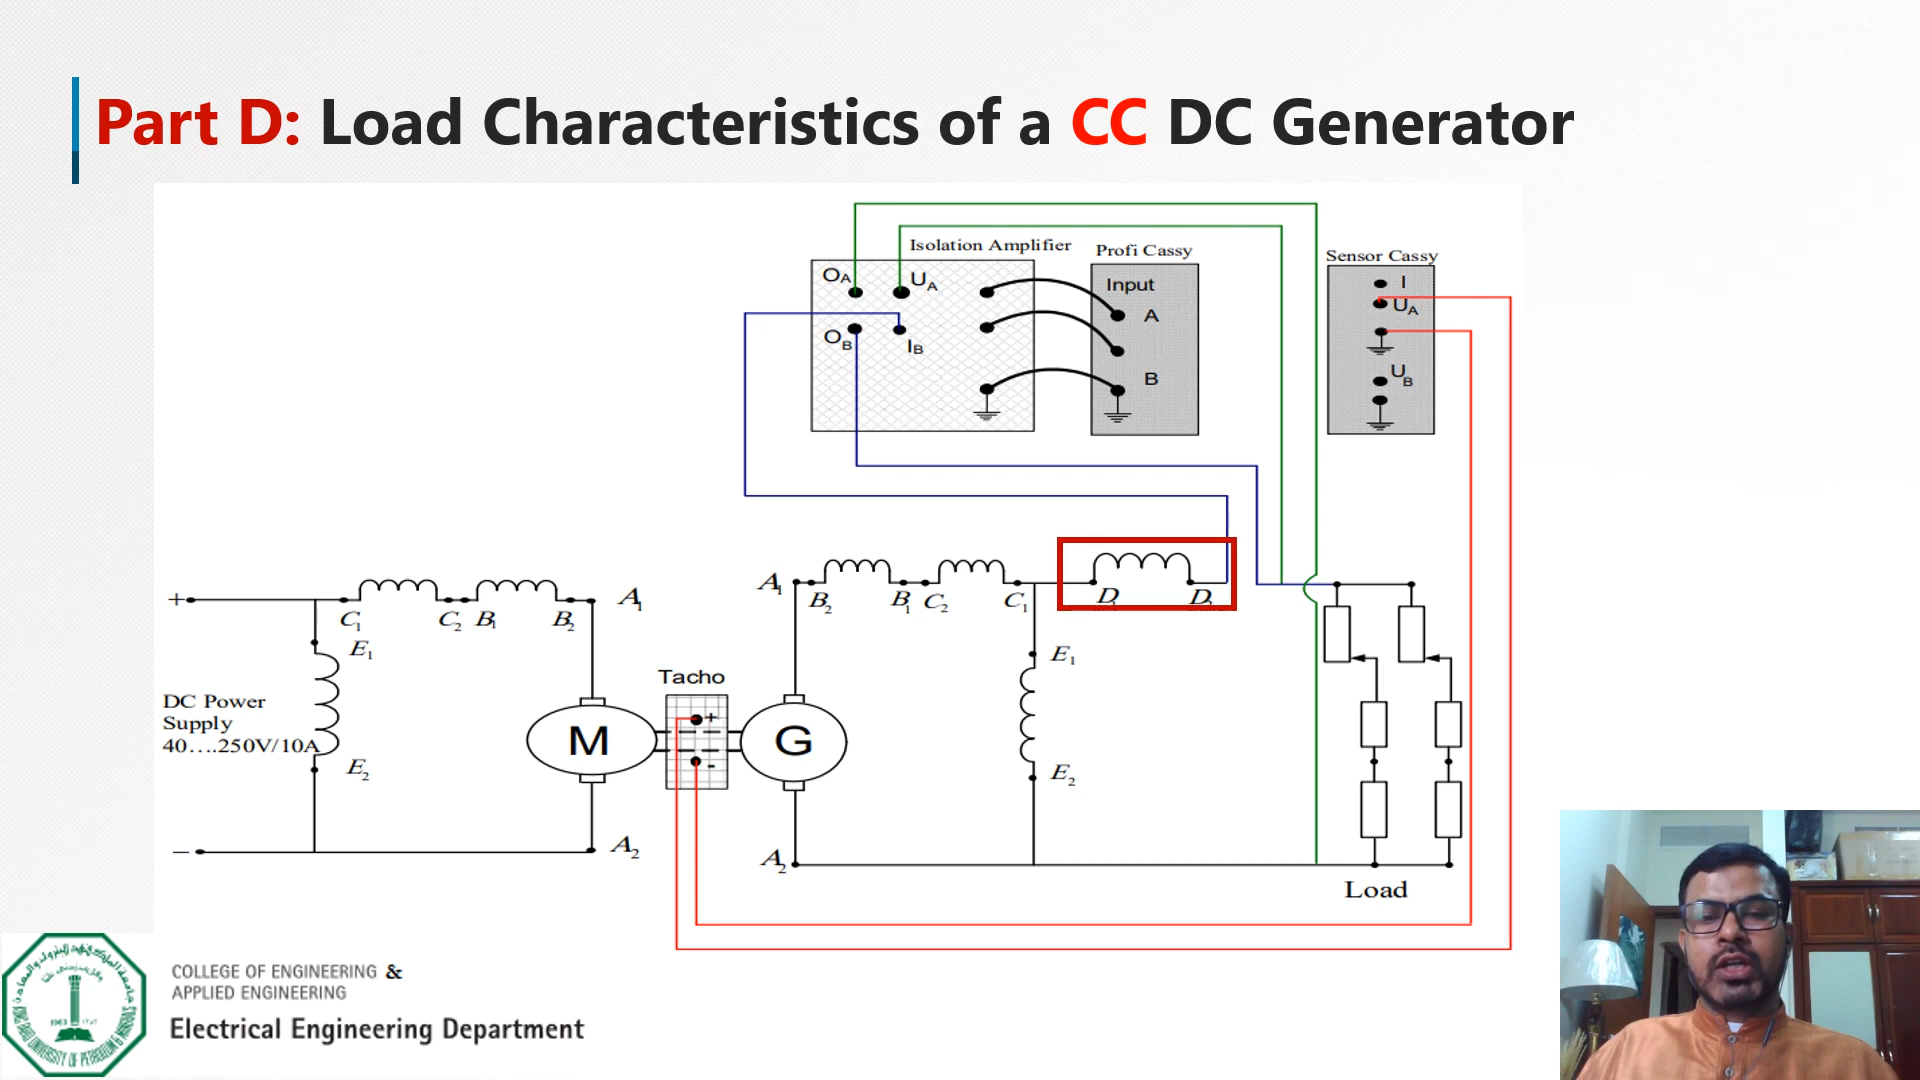 Part D: Load Characteristics of a CC DC Generator
Isolation Amplifier
Profi Cassy
Sensor Cassy
OA
UA
Input
I
A
UA
OB
IB
B
UB
A1
B2
B1
C2
C1
D1
D2
+
C1
C2
B1
B2
A1
E1
E1
DC Power
Supply
40....250V/10A
Tacho
+
-
M
G
E2
E2
−
A2
A2
Load
COLLEGE OF ENGINEERING &
APPLIED ENGINEERING
Electrical Engineering Department
1963